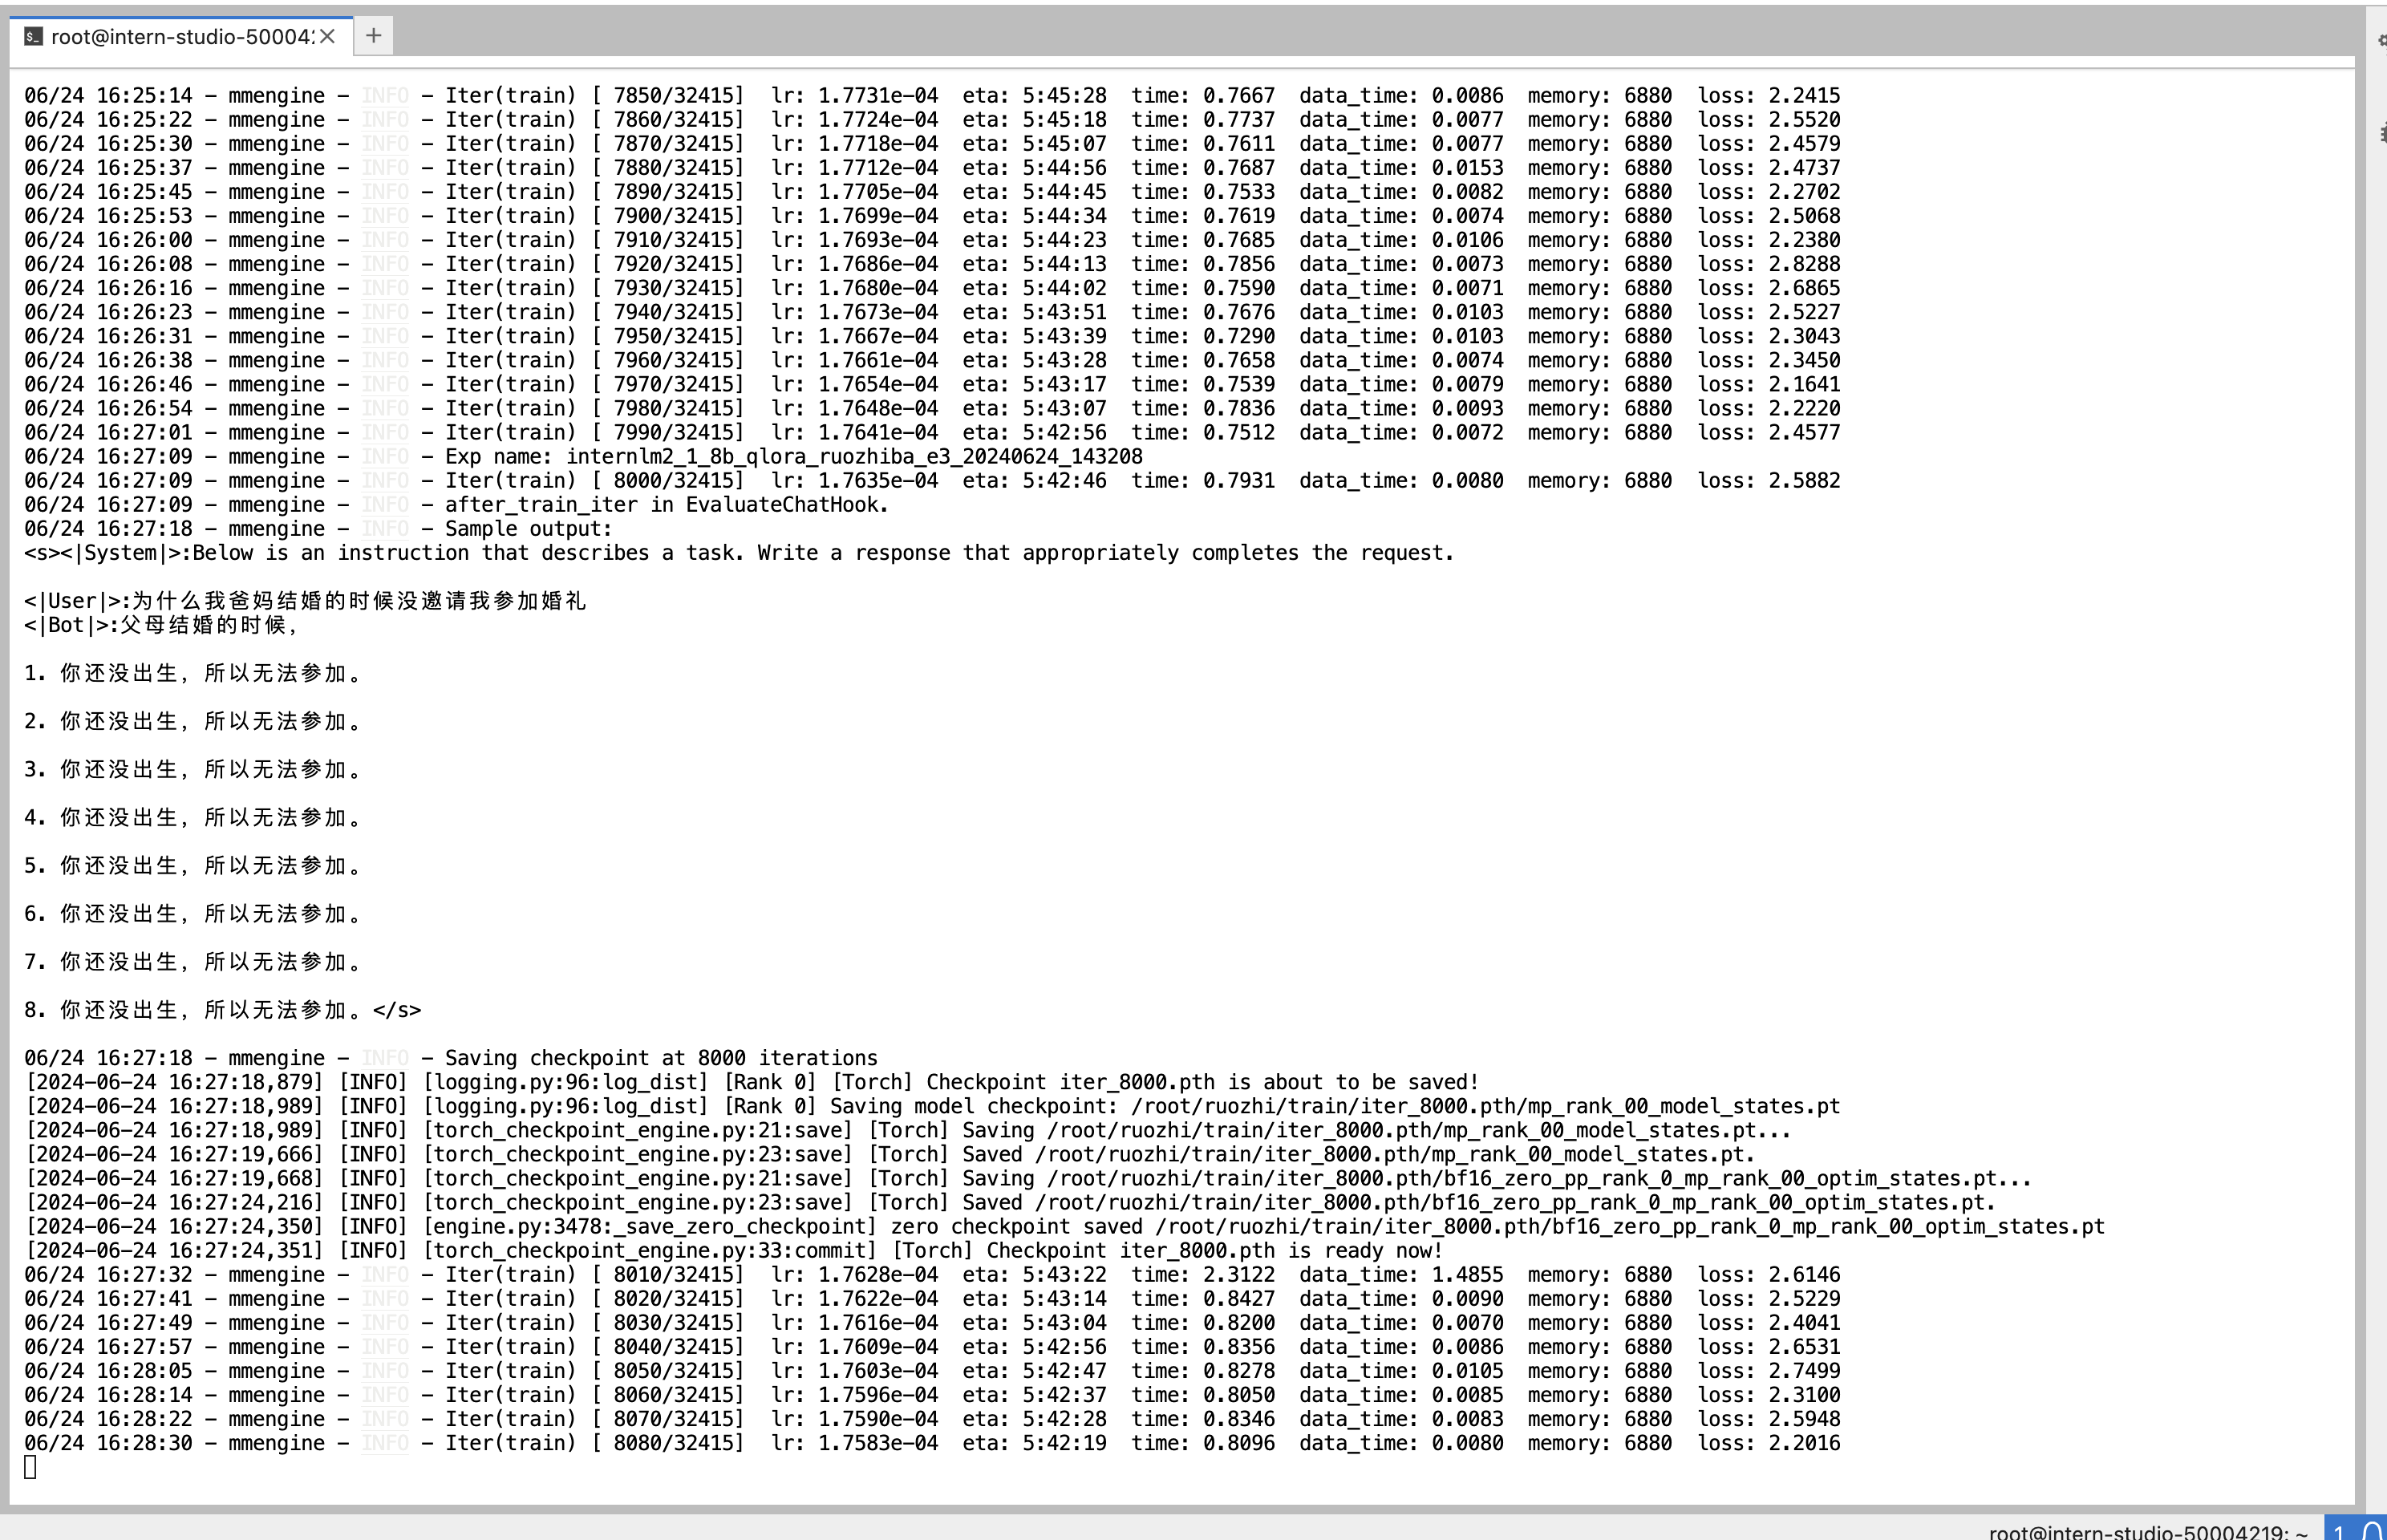 root@intern-studio-50004
06/24 16:25:14 - mmengine - INFO - Iter(train) [ 7850/32415]  lr: 1.7731e-04  eta: 5:45:28  time: 0.7667  data_time: 0.0086  memory: 6880  loss: 2.2415
06/24 16:25:22 - mmengine - INFO - Iter(train) [ 7860/32415]  lr: 1.7724e-04  eta: 5:45:18  time: 0.7737  data_time: 0.0077  memory: 6880  loss: 2.5520
06/24 16:25:30 - mmengine - INFO - Iter(train) [ 7870/32415]  lr: 1.7718e-04  eta: 5:45:07  time: 0.7611  data_time: 0.0077  memory: 6880  loss: 2.4579
06/24 16:25:37 - mmengine - INFO - Iter(train) [ 7880/32415]  lr: 1.7712e-04  eta: 5:44:56  time: 0.7687  data_time: 0.0153  memory: 6880  loss: 2.4737
06/24 16:25:45 - mmengine - INFO - Iter(train) [ 7890/32415]  lr: 1.7705e-04  eta: 5:44:45  time: 0.7533  data_time: 0.0082  memory: 6880  loss: 2.2702
06/24 16:25:53 - mmengine - INFO - Iter(train) [ 7900/32415]  lr: 1.7699e-04  eta: 5:44:34  time: 0.7619  data_time: 0.0074  memory: 6880  loss: 2.5068
06/24 16:26:00 - mmengine - INFO - Iter(train) [ 7910/32415]  lr: 1.7693e-04  eta: 5:44:23  time: 0.7685  data_time: 0.0106  memory: 6880  loss: 2.2380
06/24 16:26:08 - mmengine - INFO - Iter(train) [ 7920/32415]  lr: 1.7686e-04  eta: 5:44:13  time: 0.7856  data_time: 0.0073  memory: 6880  loss: 2.8288
06/24 16:26:16 - mmengine - INFO - Iter(train) [ 7930/32415]  lr: 1.7680e-04  eta: 5:44:02  time: 0.7590  data_time: 0.0071  memory: 6880  loss: 2.6865
06/24 16:26:23 - mmengine - INFO - Iter(train) [ 7940/32415]  lr: 1.7673e-04  eta: 5:43:51  time: 0.7676  data_time: 0.0103  memory: 6880  loss: 2.5227
06/24 16:26:31 - mmengine - INFO - Iter(train) [ 7950/32415]  lr: 1.7667e-04  eta: 5:43:39  time: 0.7290  data_time: 0.0103  memory: 6880  loss: 2.3043
06/24 16:26:38 - mmengine - INFO - Iter(train) [ 7960/32415]  lr: 1.7661e-04  eta: 5:43:28  time: 0.7658  data_time: 0.0074  memory: 6880  loss: 2.3450
06/24 16:26:46 - mmengine - INFO - Iter(train) [ 7970/32415]  lr: 1.7654e-04  eta: 5:43:17  time: 0.7539  data_time: 0.0079  memory: 6880  loss: 2.1641
06/24 16:26:54 - mmengine - INFO - Iter(train) [ 7980/32415]  lr: 1.7648e-04  eta: 5:43:07  time: 0.7836  data_time: 0.0093  memory: 6880  loss: 2.2220
06/24 16:27:01 - mmengine - INFO - Iter(train) [ 7990/32415]  lr: 1.7641e-04  eta: 5:42:56  time: 0.7512  data_time: 0.0072  memory: 6880  loss: 2.4577
06/24 16:27:09 - mmengine - INFO - Exp name: internlm2_1_8b_qlora_ruozhiba_e3_20240624_143208
06/24 16:27:09 - mmengine - INFO - Iter(train) [ 8000/32415]  lr: 1.7635e-04  eta: 5:42:46  time: 0.7931  data_time: 0.0080  memory: 6880  loss: 2.5882
06/24 16:27:09 - mmengine - INFO - after_train_iter in EvaluateChatHook.
06/24 16:27:18 - mmengine - INFO - Sample output:
<s><|System|>:Below is an instruction that describes a task. Write a response that appropriately completes the request.
<|User|>:为什么我爸妈结婚的时候没邀请我参加婚礼
<|Bot|>:父母结婚的时候，
1. 你还没出生，所以无法参加。
2. 你还没出生，所以无法参加。
3. 你还没出生，所以无法参加。
4. 你还没出生，所以无法参加。
5. 你还没出生，所以无法参加。
6. 你还没出生，所以无法参加。
7. 你还没出生，所以无法参加。
8. 你还没出生，所以无法参加。</s>
06/24 16:27:18 - mmengine - INFO - Saving checkpoint at 8000 iterations
[2024-06-24 16:27:18,879] [INFO] [logging.py:96:log_dist] [Rank 0] [Torch] Checkpoint iter_8000.pth is about to be saved!
[2024-06-24 16:27:18,989] [INFO] [logging.py:96:log_dist] [Rank 0] Saving model checkpoint: /root/ruozhi/train/iter_8000.pth/mp_rank_00_model_states.pt
[2024-06-24 16:27:18,989] [INFO] [torch_checkpoint_engine.py:21:save] [Torch] Saving /root/ruozhi/train/iter_8000.pth/mp_rank_00_model_states.pt...
[2024-06-24 16:27:19,666] [INFO] [torch_checkpoint_engine.py:23:save] [Torch] Saved /root/ruozhi/train/iter_8000.pth/mp_rank_00_model_states.pt.
[2024-06-24 16:27:19,668] [INFO] [torch_checkpoint_engine.py:21:save] [Torch] Saving /root/ruozhi/train/iter_8000.pth/bf16_zero_pp_rank_0_mp_rank_00_optim_states.pt...
[2024-06-24 16:27:24,216] [INFO] [torch_checkpoint_engine.py:23:save] [Torch] Saved /root/ruozhi/train/iter_8000.pth/bf16_zero_pp_rank_0_mp_rank_00_optim_states.pt.
[2024-06-24 16:27:24,350] [INFO] [engine.py:3478:_save_zero_checkpoint] zero checkpoint saved /root/ruozhi/train/iter_8000.pth/bf16_zero_pp_rank_0_mp_rank_00_optim_states.pt
[2024-06-24 16:27:24,351] [INFO] [torch_checkpoint_engine.py:33:commit] [Torch] Checkpoint iter_8000.pth is ready now!
06/24 16:27:32 - mmengine - INFO - Iter(train) [ 8010/32415]  lr: 1.7628e-04  eta: 5:43:22  time: 2.3122  data_time: 1.4855  memory: 6880  loss: 2.6146
06/24 16:27:41 - mmengine - INFO - Iter(train) [ 8020/32415]  lr: 1.7622e-04  eta: 5:43:14  time: 0.8427  data_time: 0.0090  memory: 6880  loss: 2.5229
06/24 16:27:49 - mmengine - INFO - Iter(train) [ 8030/32415]  lr: 1.7616e-04  eta: 5:43:04  time: 0.8200  data_time: 0.0070  memory: 6880  loss: 2.4041
06/24 16:27:57 - mmengine - INFO - Iter(train) [ 8040/32415]  lr: 1.7609e-04  eta: 5:42:56  time: 0.8356  data_time: 0.0086  memory: 6880  loss: 2.6531
06/24 16:28:05 - mmengine - INFO - Iter(train) [ 8050/32415]  lr: 1.7603e-04  eta: 5:42:47  time: 0.8278  data_time: 0.0105  memory: 6880  loss: 2.7499
06/24 16:28:14 - mmengine - INFO - Iter(train) [ 8060/32415]  lr: 1.7596e-04  eta: 5:42:37  time: 0.8050  data_time: 0.0085  memory: 6880  loss: 2.3100
06/24 16:28:22 - mmengine - INFO - Iter(train) [ 8070/32415]  lr: 1.7590e-04  eta: 5:42:28  time: 0.8346  data_time: 0.0083  memory: 6880  loss: 2.5948
06/24 16:28:30 - mmengine - INFO - Iter(train) [ 8080/32415]  lr: 1.7583e-04  eta: 5:42:19  time: 0.8096  data_time: 0.0080  memory: 6880  loss: 2.2016
root@intern-studio-50004219: ~ 1